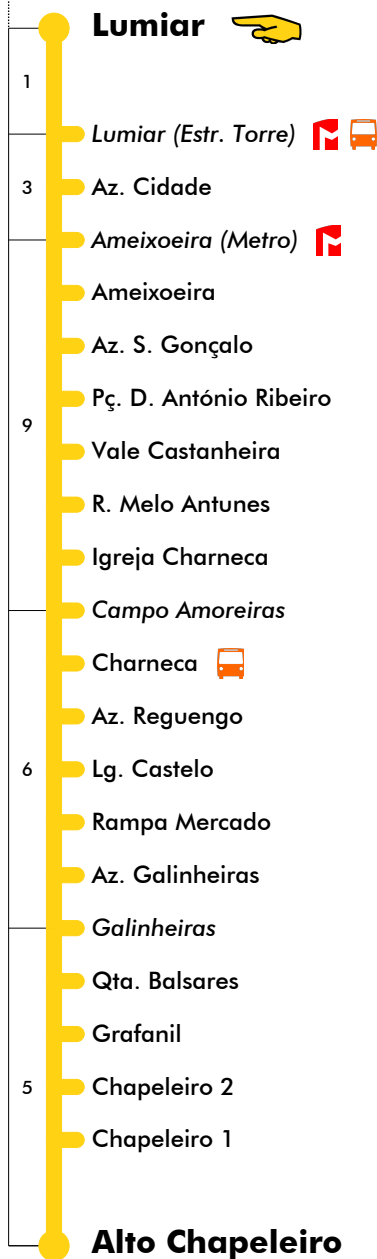 Lumiar
1
Lumiar (Estr. Torre)
3
Az. Cidade
Ameixoeira (Metro)
Ameixoeira
Az. S. Gonçalo
Pç. D. António Ribeiro
9
Vale Castanheira
R. Melo Antunes
Igreja Charneca
Campo Amoreiras
Charneca
Az. Reguengo
6
Lg. Castelo
Rampa Mercado
Az. Galinheiras
Galinheiras
Qta. Balsares
Grafanil
5
Chapeleiro 2
Chapeleiro 1
Alto Chapeleiro